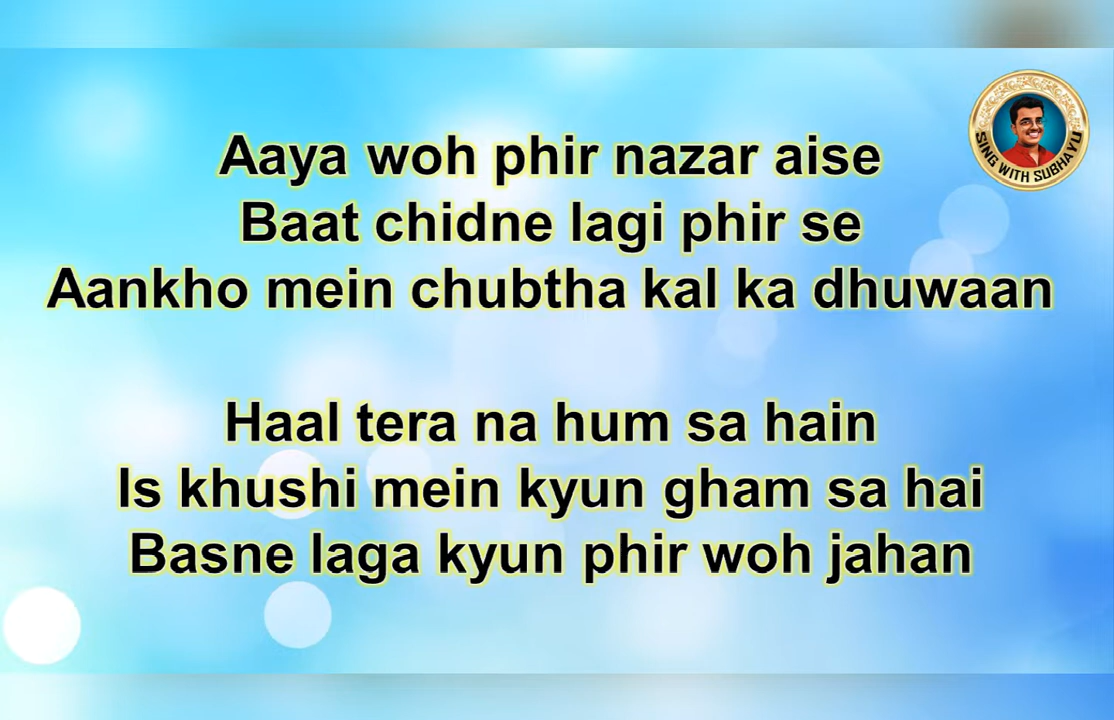 SING WITH SUBHAYU
Aaya woh phir nazar aise
Baat chidne lagi phir se
Aankho mein chubtha kal ka dhuwaan
Haal tera na hum sa hain
Is khushi mein kyun gham sa hai
Basne laga kyun phir woh jahan